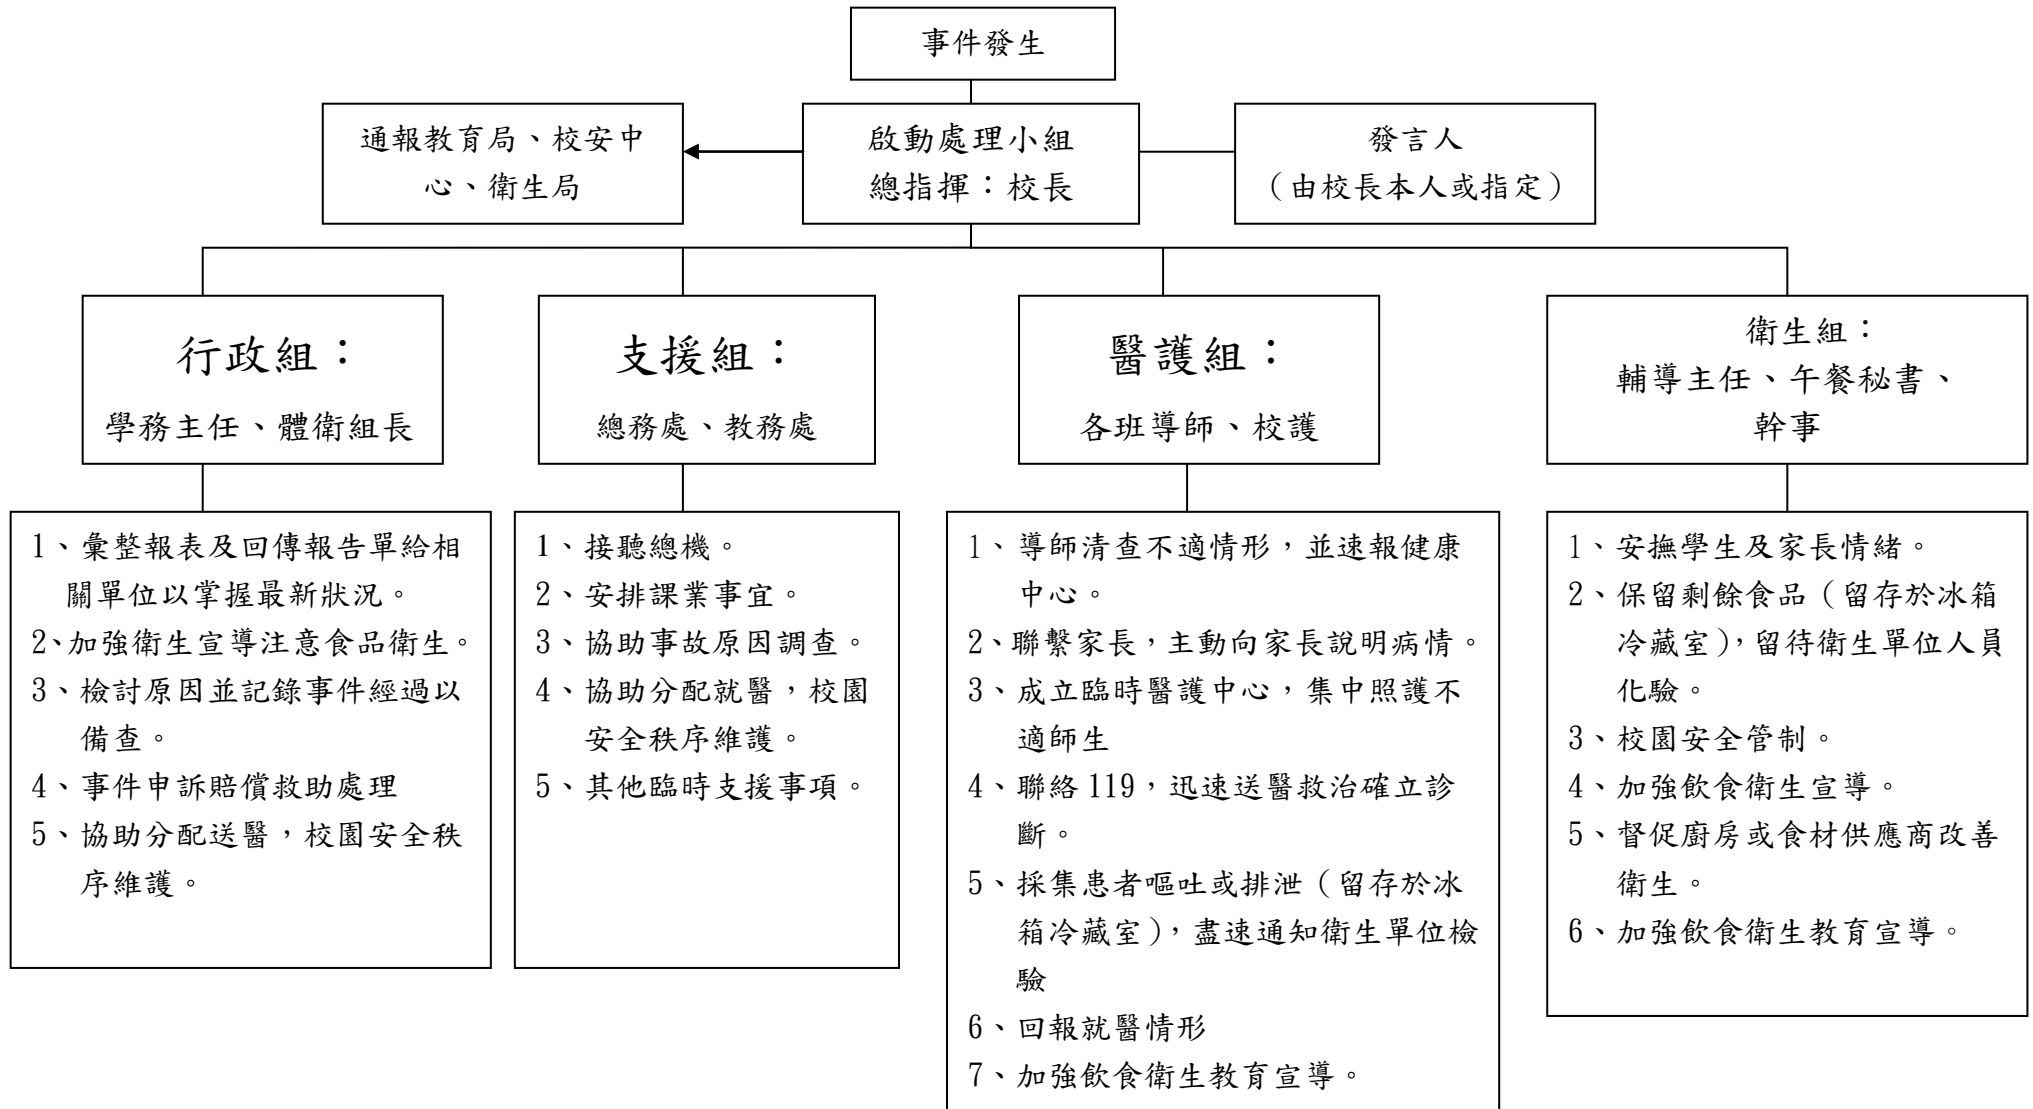 事件發生
通報教育局、校安中
心、衛生局
啟動處理小組
總指揮：校長
發言人
（由校長本人或指定）
行政組：
學務主任、體衛組長
支援組：
總務處、教務處
醫護組：
各班導師、校護
衛生組：
輔導主任、午餐秘書、
幹事
1、彙整報表及回傳報告單給相
關單位以掌握最新狀況。
2、加強衛生宣導注意食品衛生。
3、檢討原因並記錄事件經過以
備查。
4、事件申訴賠償救助處理
5、協助分配送醫，校園安全秩
序維護。
1、接聽總機。
2、安排課業事宜。
3、協助事故原因調查。
4、協助分配就醫，校園
安全秩序維護。
5、其他臨時支援事項。
1、導師清查不適情形，並速報健康
中心。
2、聯繫家長，主動向家長說明病情。
3、成立臨時醫護中心，集中照護不
適師生
4、聯絡 119，迅速送醫救治確立診
斷。
5、採集患者嘔吐或排泄（留存於冰
箱冷藏室），盡速通知衛生單位檢
驗
6、回報就醫情形
7、加強飲食衛生教育宣導。
1、安撫學生及家長情緒。
2、保留剩餘食品（留存於冰箱
冷藏室），留待衛生單位人員
化驗。
3、校園安全管制。
4、加強飲食衛生宣導。
5、督促廚房或食材供應商改善
衛生。
6、加強飲食衛生教育宣導。